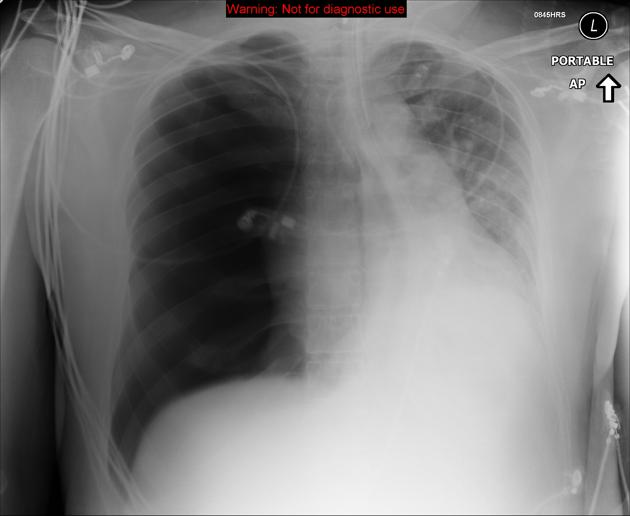 Warning: Not for diagnostic use
0845HRS
L
PORTABLE
AP